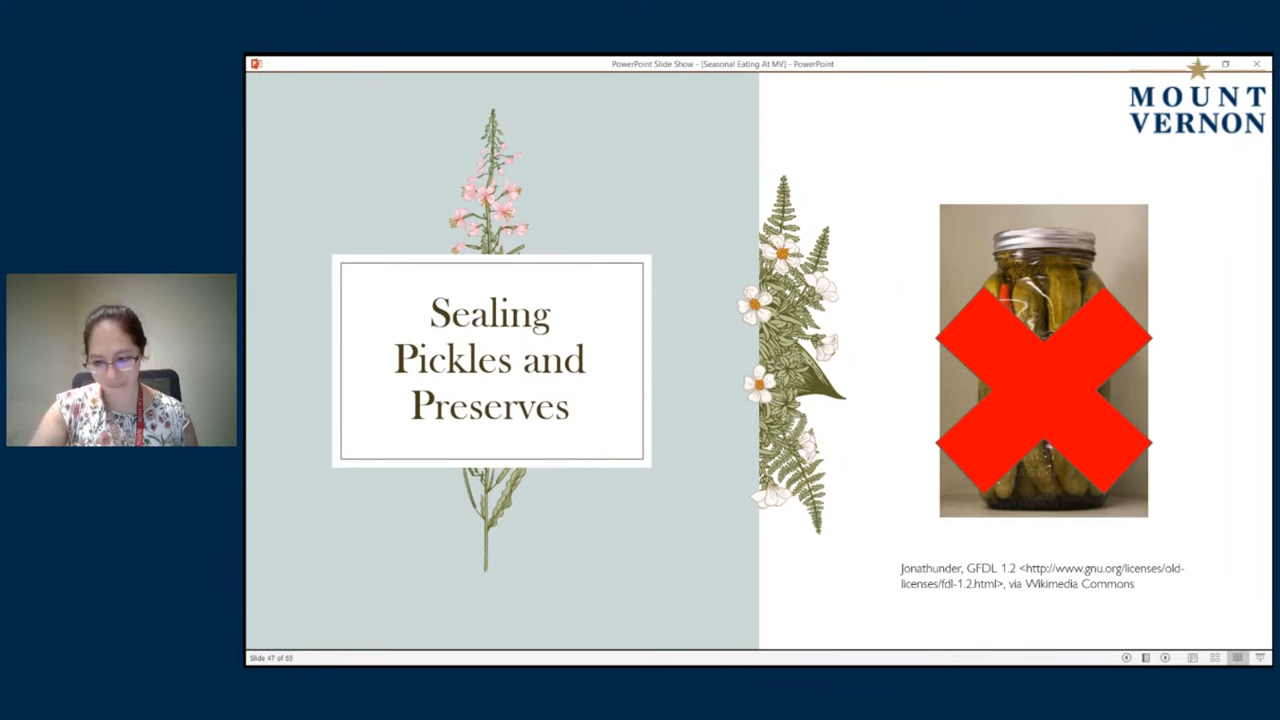 PowerPoint Slide Show - [Seasonal Eating At MV] - PowerPoint
MOUNT
VERNON
Sealing
Pickles and
Preserves
Jonathunder, GFDL 1.2 <http://www.gnu.org/licenses/old-
licenses/fdl-1.2.html>, via Wikimedia Commons
Slide 47 of 65